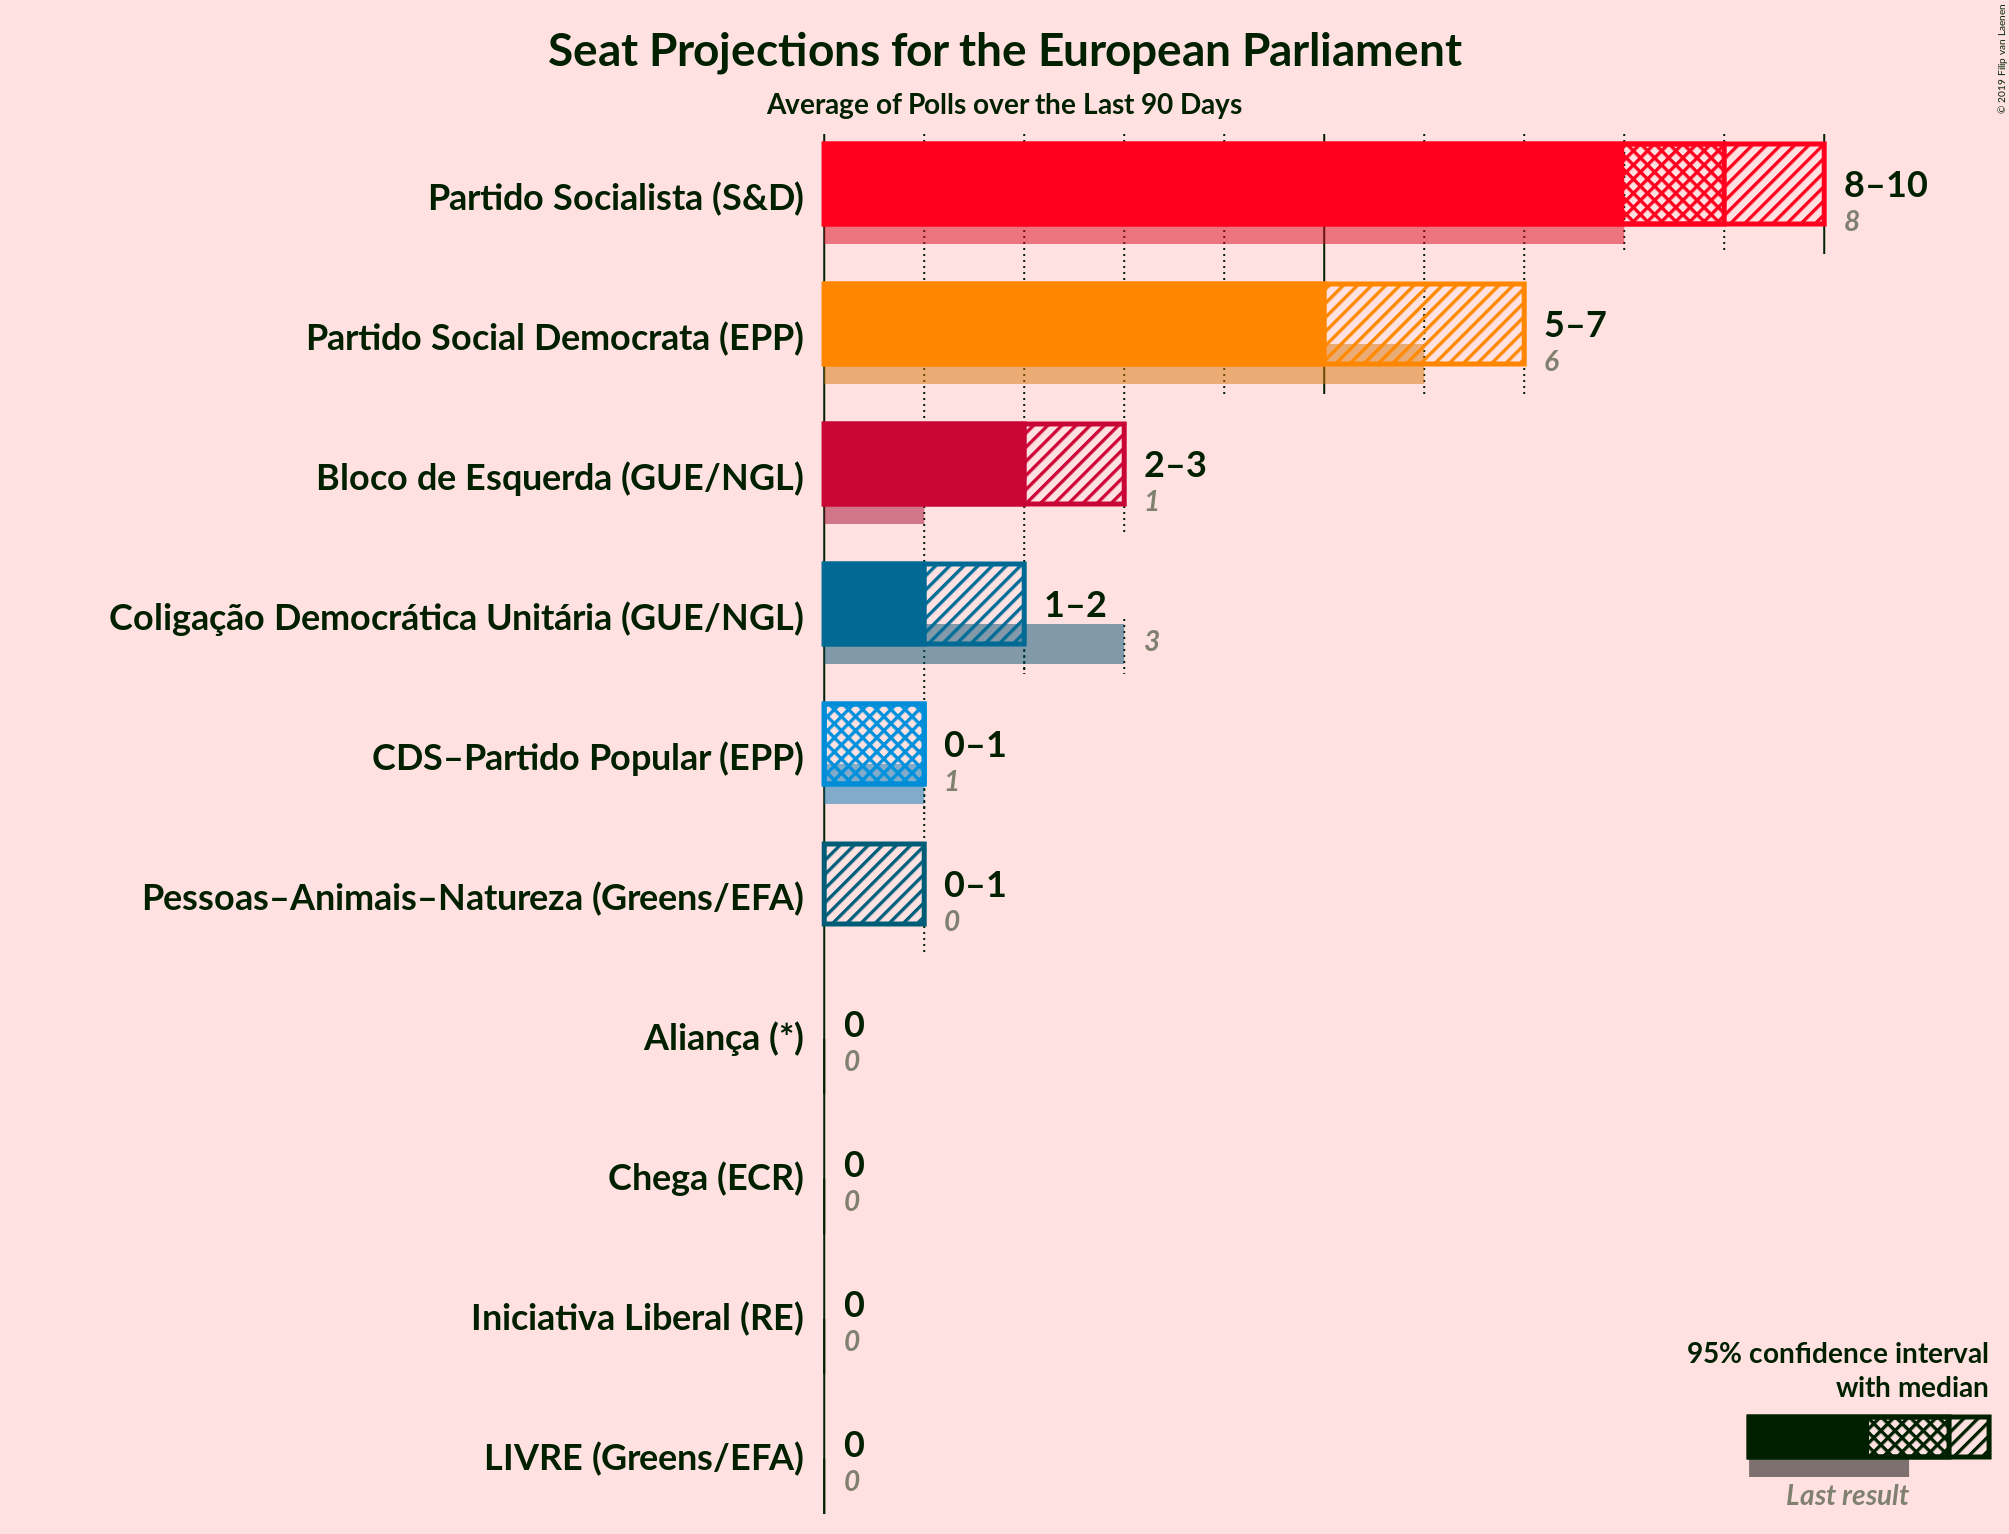 Seat Projections for the European Parliament
Average of Polls over the Last 90 Days
© 2019 Filip van Laenen
Partido Socialista (S&D)
8–10
8
Partido Social Democrata (EPP)
5–7
6
Bloco de Esquerda (GUE/NGL)
2–3
1
Coligação Democrática Unitária (GUE/NGL)
1–2
3
CDS–Partido Popular (EPP)
0–1
1
Pessoas–Animais–Natureza (Greens/EFA)
0–1
0
Aliança (*)
0
0
Chega (ECR)
0
0
Iniciativa Liberal (RE)
0
0
LIVRE (Greens/EFA)
0
0
95% confidence interval
with median
Last result